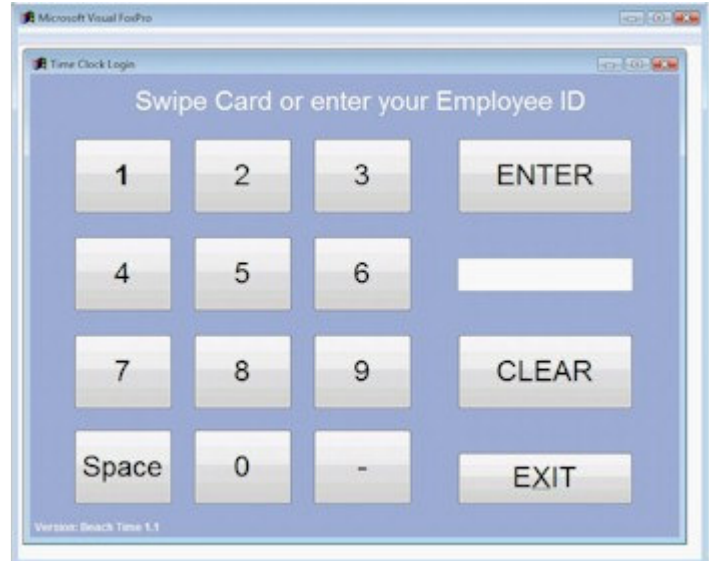 Microsoft Visual FoxPro
Time Clock Login
Swipe Card or enter your Employee ID
1 2 3 ENTER
4 5 6
7 8 9 CLEAR
Space 0 - EXIT
Version: Beach Time 1.1